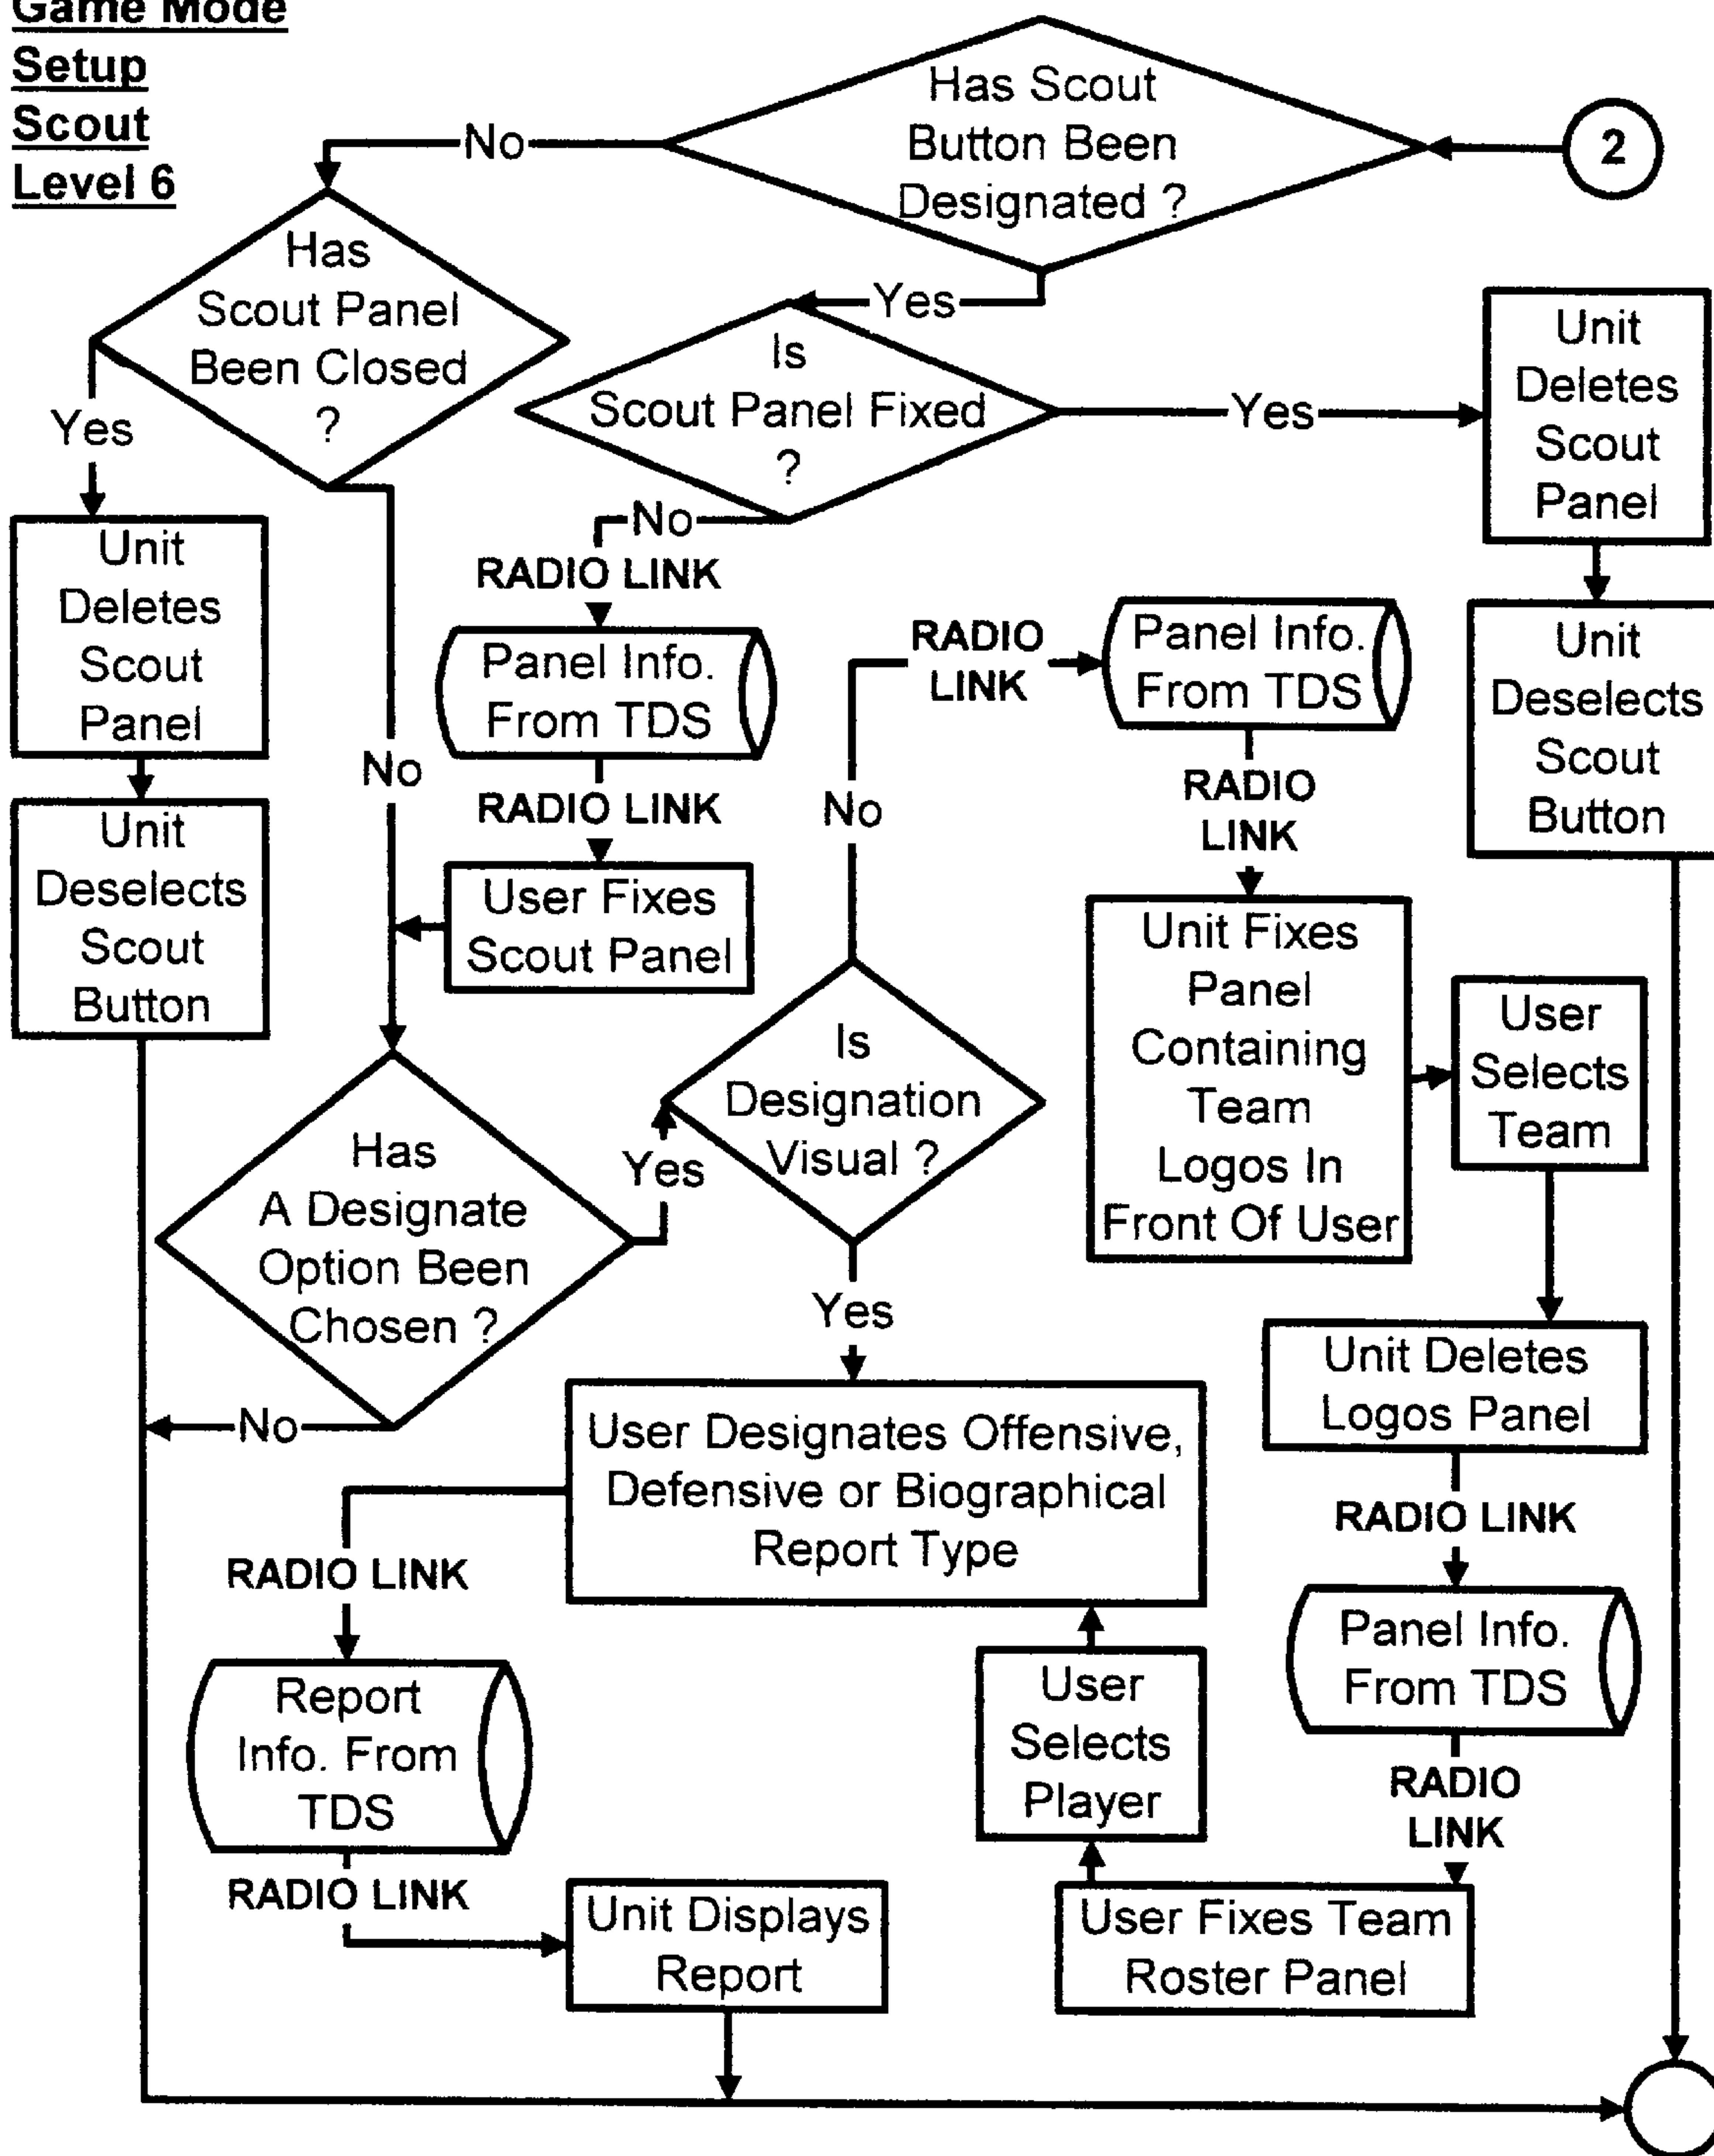 Game Mode
Setup
Scout
Level 6
Has Scout
Button Been
Designated ?
2
No
Has
Scout Panel
Been Closed
?
Yes
Is
Scout Panel Fixed
?
Yes
Unit
Deletes
Scout
Panel
Yes
No
RADIO LINK
Unit
Deletes
Scout
Panel
Panel Info.
From TDS
RADIO
LINK
Panel Info.
From TDS
Unit
Deselects
Scout
Button
No
RADIO LINK
No
RADIO
LINK
Unit
Deselects
Scout
Button
User Fixes
Scout Panel
Unit Fixes
Panel
Containing
Team
Logos In
Front Of User
User
Selects
Team
Is
Designation
Visual ?
Has
A Designate
Option Been
Chosen ?
Yes
Yes
No
Unit Deletes
Logos Panel
User Designates Offensive,
Defensive or Biographical
Report Type
RADIO LINK
RADIO LINK
Panel Info.
From TDS
Report
Info. From
TDS
User
Selects
Player
RADIO
LINK
RADIO LINK
Unit Displays
Report
User Fixes Team
Roster Panel